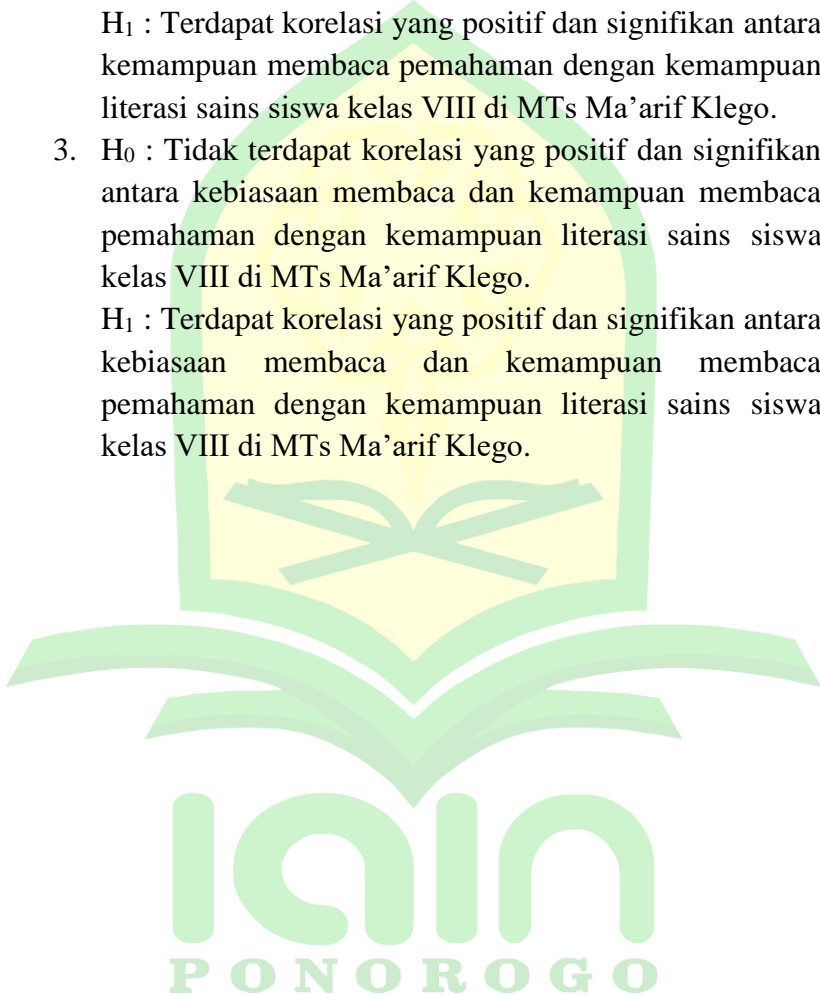 H₁ : Terdapat korelasi yang positif dan signifikan antara
kemampuan membaca pemahaman dengan kemampuan
literasi sains siswa kelas VIII di MTs Ma’arif Klego.
3. H₀ : Tidak terdapat korelasi yang positif dan signifikan
antara kebiasaan membaca dan kemampuan membaca
pemahaman dengan kemampuan literasi sains siswa
kelas VIII di MTs Ma’arif Klego.
H₁ : Terdapat korelasi yang positif dan signifikan antara
kebiasaan membaca dan kemampuan membaca
pemahaman dengan kemampuan literasi sains siswa
kelas VIII di MTs Ma’arif Klego.
IAIN
PONOROGO